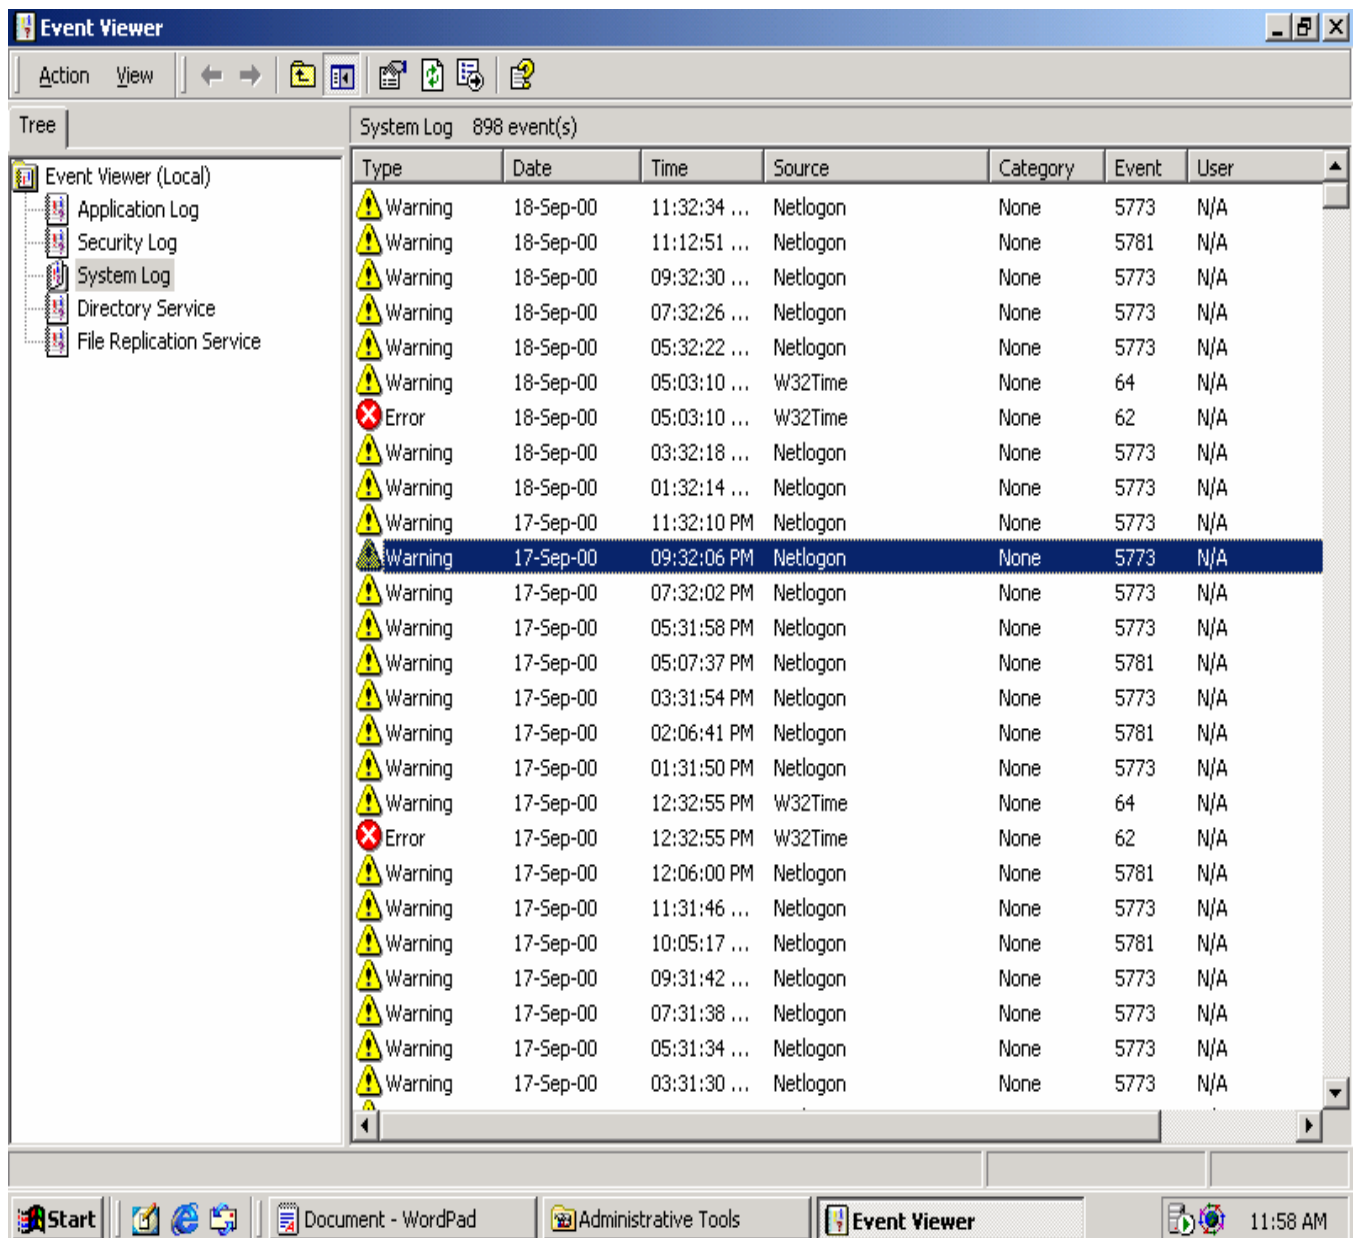 Event Viewer
Action View
Tree
System Log 898 event(s)
Event Viewer (Local)
Application Log
Security Log
System Log
Directory Service
File Replication Service
Type Date Time Source Category Event User
Warning 18-Sep-00 11:32:34 ... Netlogon None 5773 N/A
Warning 18-Sep-00 11:12:51 ... Netlogon None 5781 N/A
Warning 18-Sep-00 09:32:30 ... Netlogon None 5773 N/A
Warning 18-Sep-00 07:32:26 ... Netlogon None 5773 N/A
Warning 18-Sep-00 05:32:22 ... Netlogon None 5773 N/A
Warning 18-Sep-00 05:03:10 ... W32Time None 64 N/A
Error 18-Sep-00 05:03:10 ... W32Time None 62 N/A
Warning 18-Sep-00 03:32:18 ... Netlogon None 5773 N/A
Warning 18-Sep-00 01:32:14 ... Netlogon None 5773 N/A
Warning 17-Sep-00 11:32:10 PM Netlogon None 5773 N/A
Warning 17-Sep-00 09:32:06 PM Netlogon None 5773 N/A
Warning 17-Sep-00 07:32:02 PM Netlogon None 5773 N/A
Warning 17-Sep-00 05:31:58 PM Netlogon None 5773 N/A
Warning 17-Sep-00 05:07:37 PM Netlogon None 5781 N/A
Warning 17-Sep-00 03:31:54 PM Netlogon None 5773 N/A
Warning 17-Sep-00 02:06:41 PM Netlogon None 5781 N/A
Warning 17-Sep-00 01:31:50 PM Netlogon None 5773 N/A
Warning 17-Sep-00 12:32:55 PM W32Time None 64 N/A
Error 17-Sep-00 12:32:55 PM W32Time None 62 N/A
Warning 17-Sep-00 12:06:00 PM Netlogon None 5781 N/A
Warning 17-Sep-00 11:31:46 ... Netlogon None 5773 N/A
Warning 17-Sep-00 10:05:17 ... Netlogon None 5781 N/A
Warning 17-Sep-00 09:31:42 ... Netlogon None 5773 N/A
Warning 17-Sep-00 07:31:38 ... Netlogon None 5773 N/A
Warning 17-Sep-00 05:31:34 ... Netlogon None 5773 N/A
Warning 17-Sep-00 03:31:30 ... Netlogon None 5773 N/A
Start Document - WordPad Administrative Tools Event Viewer 11:58 AM